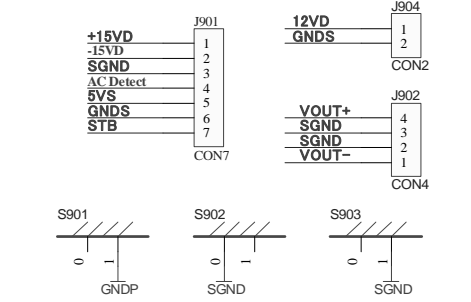 J901
+15VD 1
-15VD 2
SGND 3
AC Detect 4
5VS 5
GNDS 6
STB 7
CON7
J904
12VD 1
GNDS 2
CON2
J902
VOUT+ 4
SGND 3
SGND 2
VOUT- 1
CON4
S901 S902 S903
0 1 0 1 0 1
GNDP SGND SGND